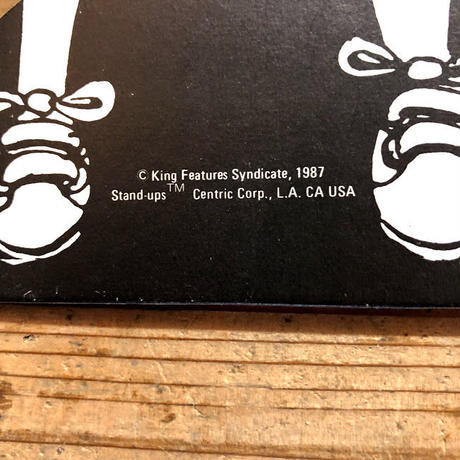 © King Features Syndicate, 1987
Stand-ups™ Centric Corp., L.A. CA USA